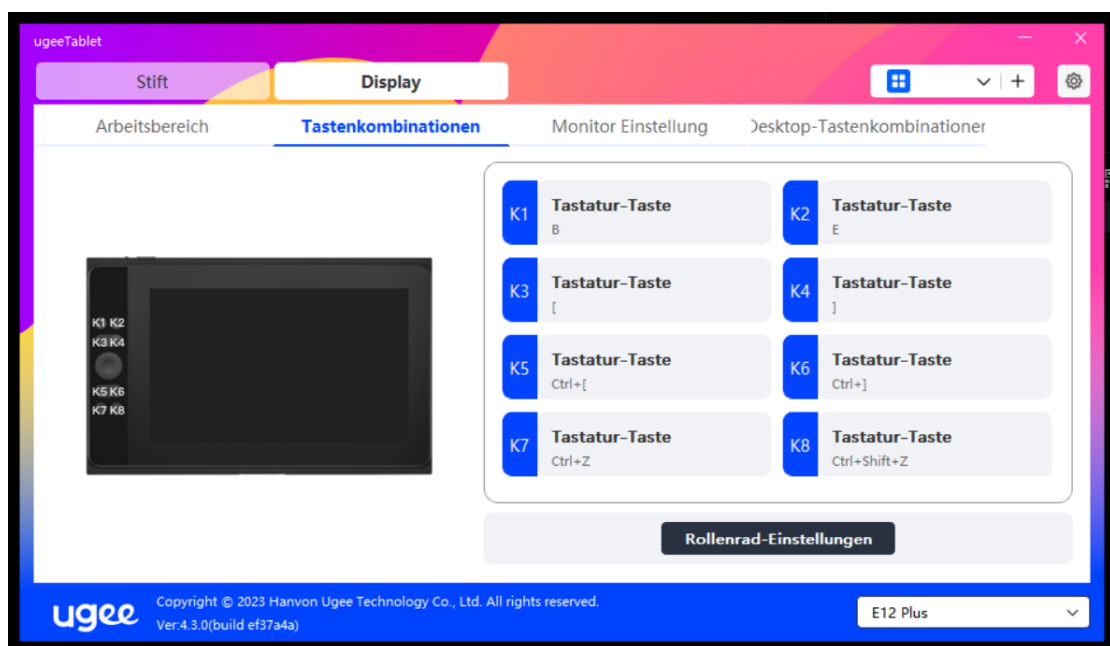 ugeeTablet
Stift
Display
Arbeitsbereich
Tastenkombinationen
Monitor Einstellung
Desktop-Tastenkombinationen
K1 K2
K3 K4
K5 K6
K7 K8
K1
Tastatur-Taste
B
K2
Tastatur-Taste
E
K3
Tastatur-Taste
[
K4
Tastatur-Taste
]
K5
Tastatur-Taste
Ctrl+[
K6
Tastatur-Taste
Ctrl+]
K7
Tastatur-Taste
Ctrl+Z
K8
Tastatur-Taste
Ctrl+Shift+Z
Rollenrad-Einstellungen
ugee
Copyright © 2023 Hanvon Ugee Technology Co., Ltd. All rights reserved.
Ver:4.3.0(build ef37a4a)
E12 Plus